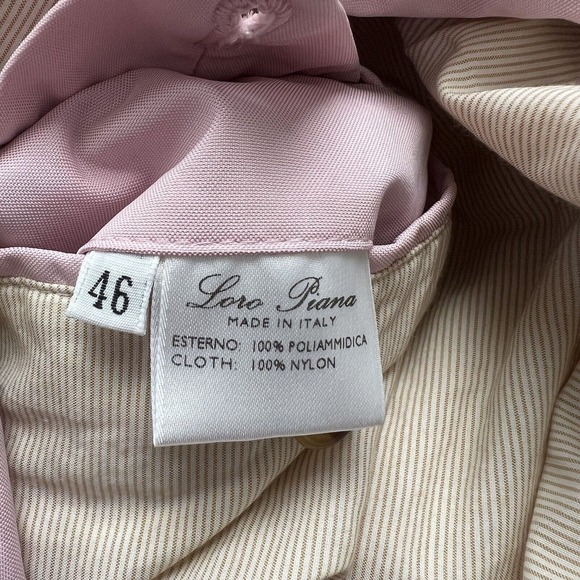 46
Loro Piana
MADE IN ITALY
ESTERNO: 100% POLIAMMIDICA
CLOTH: 100% NYLON